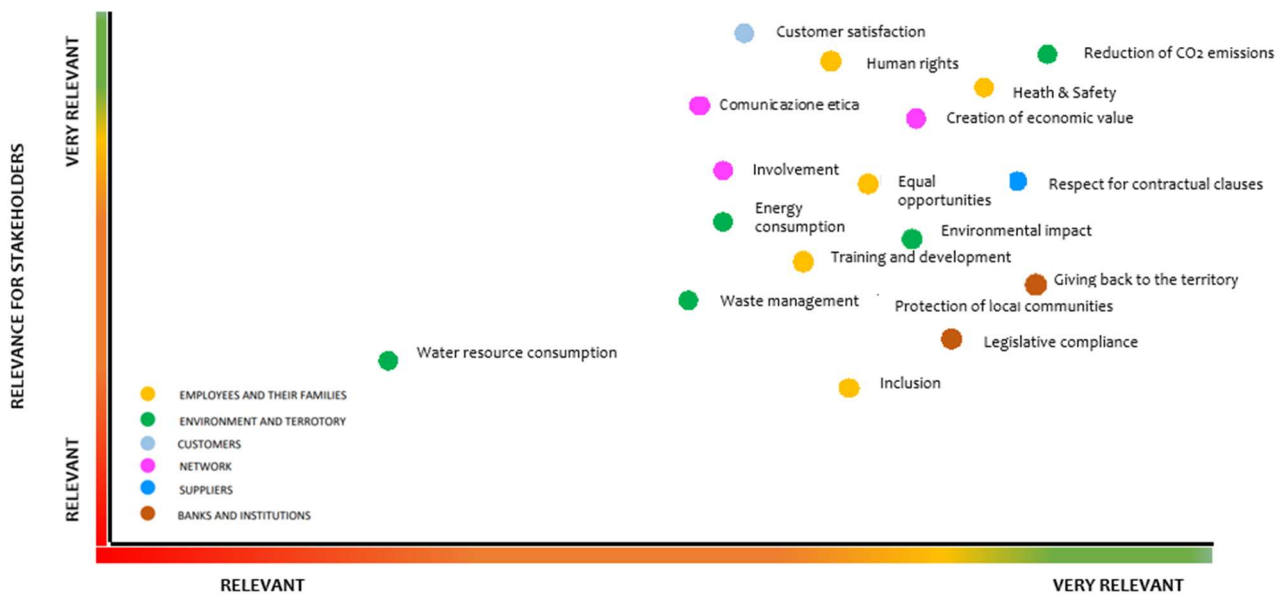 VERY RELEVANT
RELEVANCE FOR STAKEHOLDERS
RELEVANT
Customer satisfaction
Human rights
Reduction of CO2 emissions
Heath & Safety
Comunicazione etica
Creation of economic value
Involvement
Equal
opportunities
Respect for contractual clauses
Energy
consumption
Environmental impact
Training and development
Giving back to the territory
Waste management
Protection of local communities
Legislative compliance
Water resource consumption
Inclusion
EMPLOYEES AND THEIR FAMILIES
ENVIRONMENT AND TERROTORY
CUSTOMERS
NETWORK
SUPPLIERS
BANKS AND INSTITUTIONS
RELEVANT
VERY RELEVANT